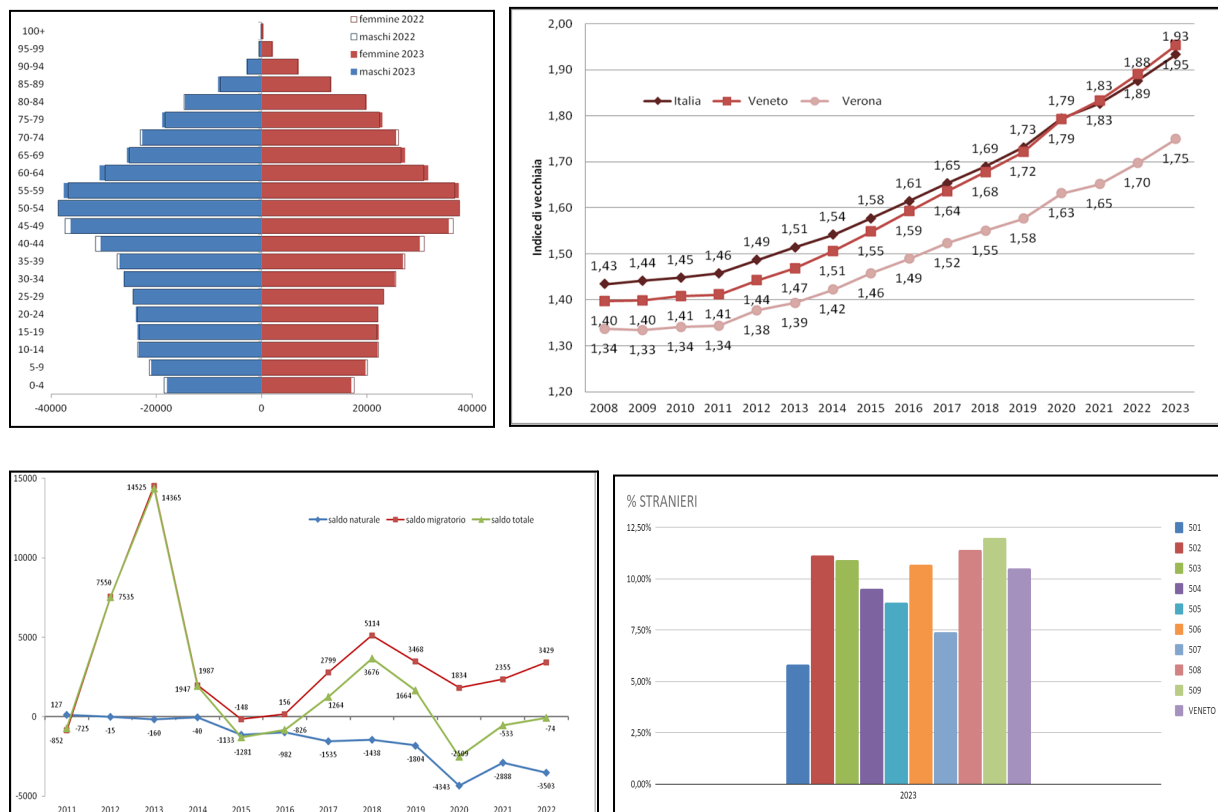 femmine 2022
maschi 2022
femmine 2023
maschi 2023
100+
95-99
90-94
85-89
80-84
75-79
70-74
65-69
60-64
55-59
50-54
45-49
40-44
35-39
30-34
25-29
20-24
15-19
10-14
5-9
0-4
-40000 -20000 0 20000 40000
Indice di vecchiaia
2,00
1,90
1,80
1,70
1,60
1,50
1,40
1,30
1,20
Italia Veneto Verona
1,43 1,44 1,45 1,46 1,49 1,51 1,54 1,58 1,61 1,65 1,69 1,73 1,79 1,83 1,88 1,93
1,40 1,40 1,41 1,41 1,44 1,47 1,51 1,55 1,59 1,64 1,68 1,72 1,79 1,83 1,89 1,95
1,34 1,33 1,34 1,34 1,38 1,39 1,42 1,46 1,49 1,52 1,55 1,58 1,63 1,65 1,70 1,75
2008 2009 2010 2011 2012 2013 2014 2015 2016 2017 2018 2019 2020 2021 2022 2023
15000
10000
5000
0
-5000
saldo naturale saldo migratorio saldo totale
127 -15 -160 -40 -1133 -982 -1535 -1438 -1804 -4343 -2888 -3503
-852 7550 14525 1987 -148 156 2799 5114 3468 1834 2355 3429
-725 7535 14365 1947 -1281 -826 1264 3676 1664 -2509 -533 -74
2011 2012 2013 2014 2015 2016 2017 2018 2019 2020 2021 2022
% STRANIERI
12,50%
10,00%
7,50%
5,00%
2,50%
0,00%
2023
501
502
503
504
505
506
507
508
509
VENETO